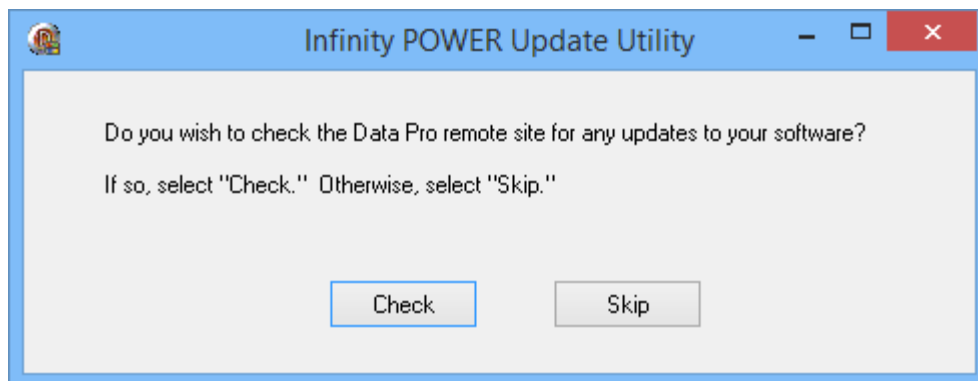 Infinity POWER Update Utility
Do you wish to check the Data Pro remote site for any updates to your software?
If so, select "Check."  Otherwise, select "Skip."
Check
Skip